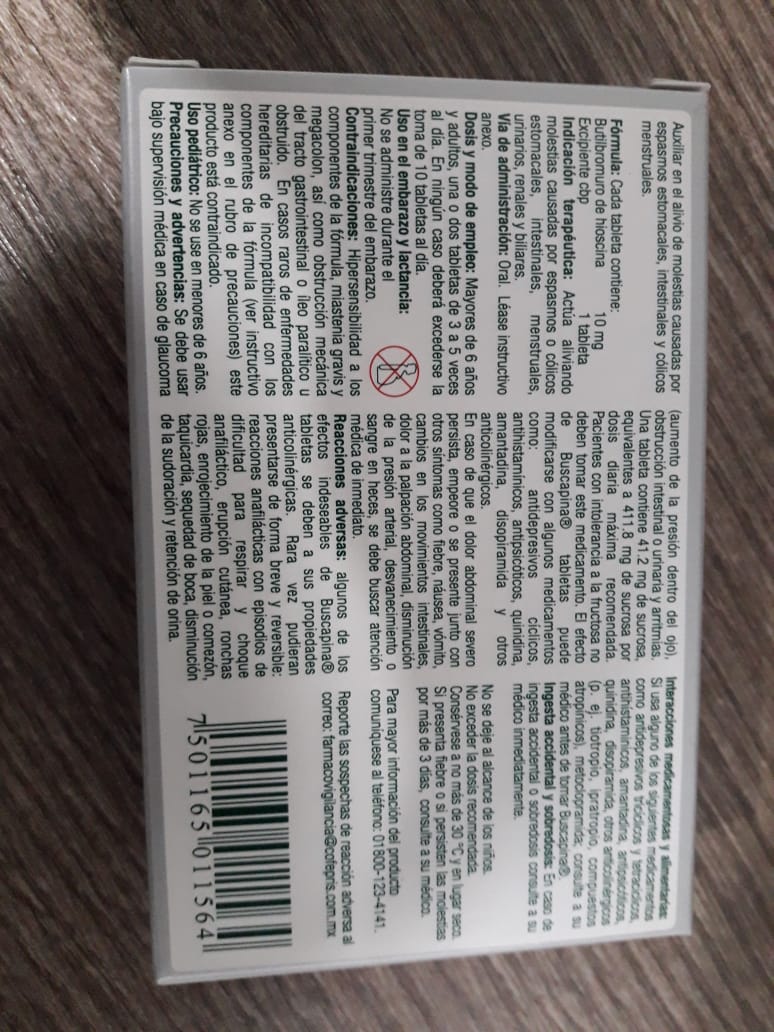 Auxiliar en el alivio de molestias causadas por
espasmos estomacales, intestinales y cólicos
menstruales.
Fórmula: Cada tableta contiene:
Butilbromuro de hioscina 10 mg
Excipiente cbp 1 tableta
Indicación terapéutica: Actúa aliviando
molestias causadas por espasmos o cólicos
estomacales, intestinales, menstruales,
urinarios, renales y biliares.
Vía de administración: Oral. Léase instructivo
anexo.
Dosis y modo de empleo: Mayores de 6 años
y adultos, una o dos tabletas de 3 a 5 veces
al día. En ningún caso deberá excederse la
toma de 10 tabletas al día.
Uso en el embarazo y lactancia:
No se administre durante el
primer trimestre del embarazo.
Contraindicaciones: Hipersensibilidad a los
componentes de la fórmula, miastenia gravis y
megacolon, así como obstrucción mecánica
del tracto gastrointestinal o íleo paralítico u
obstruido. En casos raros de enfermedades
hereditarias de incompatibilidad con los
componentes de la fórmula (ver instructivo
anexo en el rubro de precauciones) este
producto está contraindicado.
Uso pediátrico: No se use en menores de 6 años.
Precauciones y advertencias: Se debe usar
bajo supervisión médica en caso de glaucoma
(aumento de la presión dentro del ojo),
obstrucción intestinal o urinaria y arritmias.
Una tableta contiene 41.2 mg de sucrosa,
equivalentes a 411.8 mg de sucrosa por
dosis diaria máxima recomendada.
Pacientes con intolerancia a la fructosa no
deben tomar este medicamento. El efecto
de Buscapina® tabletas puede
modificarse con algunos medicamentos
como: antidepresivos cíclicos,
antihistamínicos, antipsicóticos, quinidina,
amantadina, disopiramida y otros
anticolinérgicos.
En caso de que el dolor abdominal severo
persista, empeore o se presente junto con
otros síntomas como fiebre, náusea, vómito,
cambios en los movimientos intestinales,
dolor a la palpación abdominal, disminución
de la presión arterial, desvanecimiento o
sangre en heces, se debe buscar atención
médica de inmediato.
Reacciones adversas: algunos de los
efectos indeseables de Buscapina®
tabletas se deben a sus propiedades
anticolinérgicas. Rara vez pudieran
presentarse de forma breve y reversible:
reacciones anafilácticas con episodios de
dificultad para respirar y choque
anafiláctico, erupción cutánea, ronchas
rojas, enrojecimiento de la piel o comezón,
taquicardia, sequedad de boca, disminución
de la sudoración y retención de orina.
Interacciones medicamentosas y alimentarias:
Si usa alguno de los siguientes medicamentos
como antidepresivos tricíclicos y tetracíclicos,
antihistamínicos, amantadina, antipsicóticos,
quinidina, disopiramida, otros anticolinérgicos
(p. ej. tiotropio, ipratropio, compuestos
atropínicos), metoclopramida; consulte a su
médico antes de tomar Buscapina®.
Ingesta accidental y sobredosis: En caso de
ingesta accidental o sobredosis consulte a su
médico inmediatamente.
No se deje al alcance de los niños.
No exceder la dosis recomendada.
Consérvese a no más de 30 °C y en lugar seco.
Si presenta fiebre o si persisten las molestias
por más de 3 días, consulte a su médico.
Para mayor información del producto
comuníquese al teléfono: 01800-123-4141.
Reporte las sospechas de reacción adversa al
correo: farmacovigilancia@cofepris.com.mx
7 501165 011564